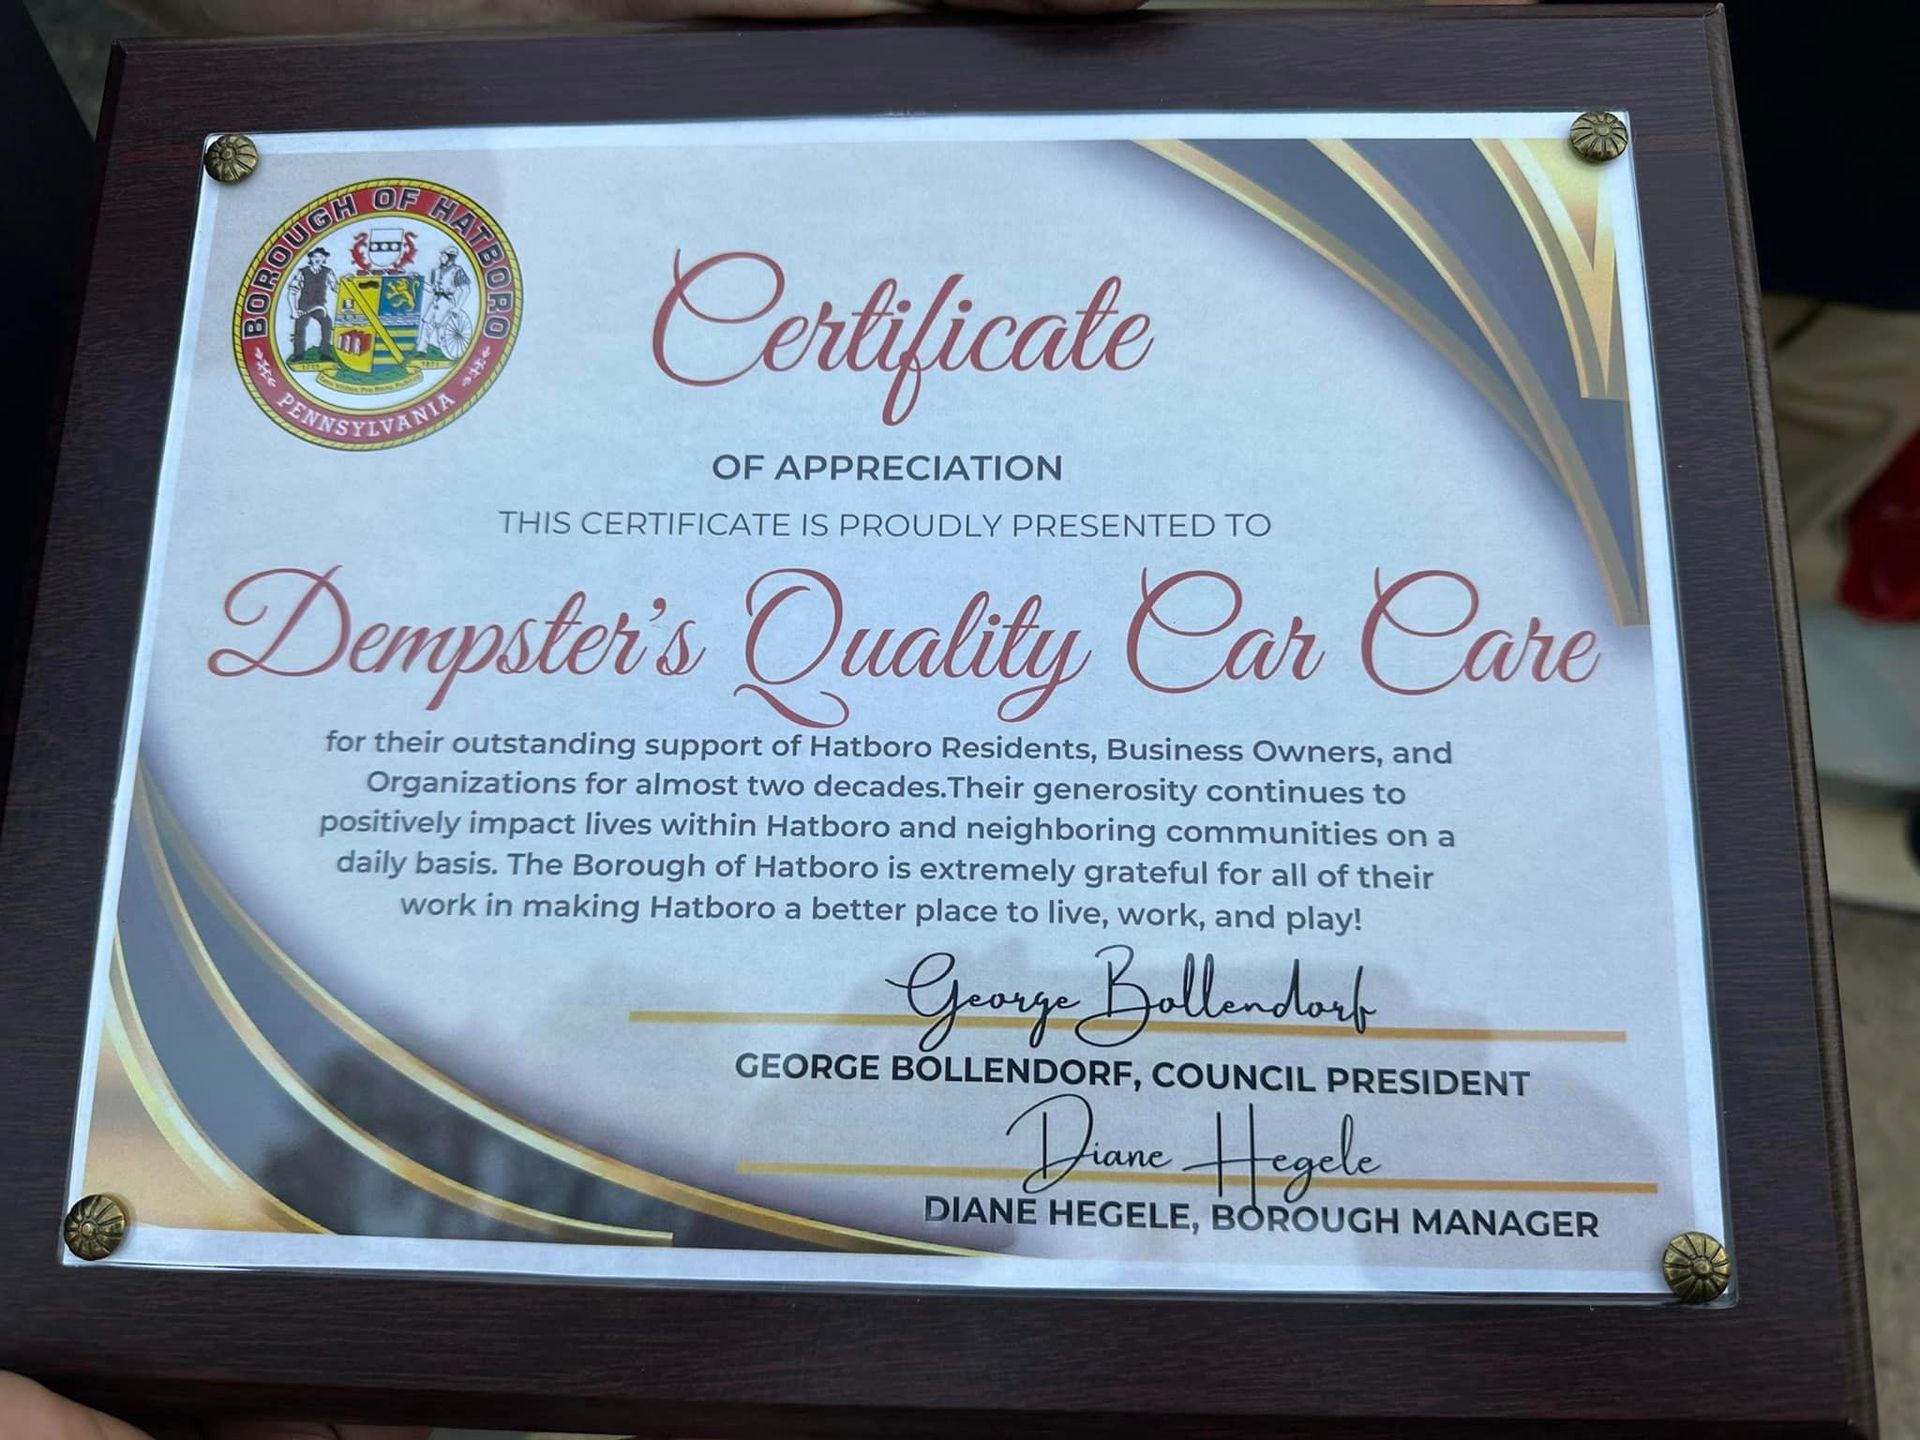 BOROUGH OF HATBORO
PENNSYLVANIA
Certificate
OF APPRECIATION
THIS CERTIFICATE IS PROUDLY PRESENTED TO
Dempster's Quality Car Care
for their outstanding support of Hatboro Residents, Business Owners, and
Organizations for almost two decades.Their generosity continues to
positively impact lives within Hatboro and neighboring communities on a
daily basis. The Borough of Hatboro is extremely grateful for all of their
work in making Hatboro a better place to live, work, and play!
George Bollendorf
GEORGE BOLLENDORF, COUNCIL PRESIDENT
Diane Hegele
DIANE HEGELE, BOROUGH MANAGER